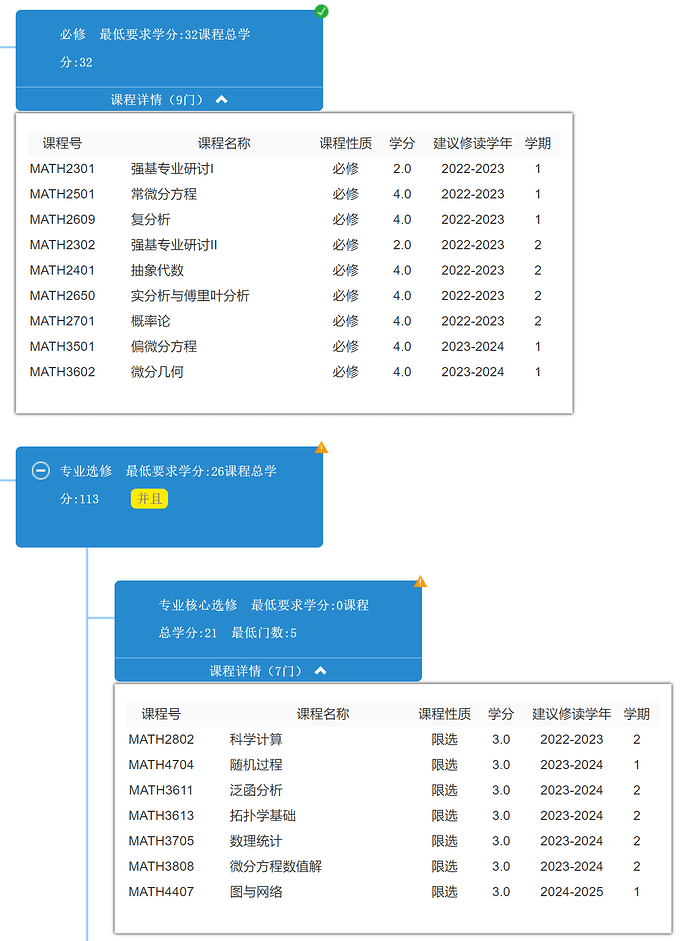 必修 最低要求学分:32课程总学
分:32
课程详情（9门）
课程号 课程名称 课程性质 学分 建议修读学年 学期
MATH2301 强基专业研讨I 必修 2.0 2022-2023 1
MATH2501 常微分方程 必修 4.0 2022-2023 1
MATH2609 复分析 必修 4.0 2022-2023 1
MATH2302 强基专业研讨II 必修 2.0 2022-2023 2
MATH2401 抽象代数 必修 4.0 2022-2023 2
MATH2650 实分析与傅里叶分析 必修 4.0 2022-2023 2
MATH2701 概率论 必修 4.0 2022-2023 2
MATH3501 偏微分方程 必修 4.0 2023-2024 1
MATH3602 微分几何 必修 4.0 2023-2024 1
专业选修 最低要求学分:26课程总学
分:113 并且
专业核心选修 最低要求学分:0课程
总学分:21 最低门数:5
课程详情（7门）
课程号 课程名称 课程性质 学分 建议修读学年 学期
MATH2802 科学计算 限选 3.0 2022-2023 2
MATH4704 随机过程 限选 3.0 2023-2024 1
MATH3611 泛函分析 限选 3.0 2023-2024 2
MATH3613 拓扑学基础 限选 3.0 2023-2024 2
MATH3705 数理统计 限选 3.0 2023-2024 2
MATH3808 微分方程数值解 限选 3.0 2023-2024 2
MATH4407 图与网络 限选 3.0 2024-2025 1